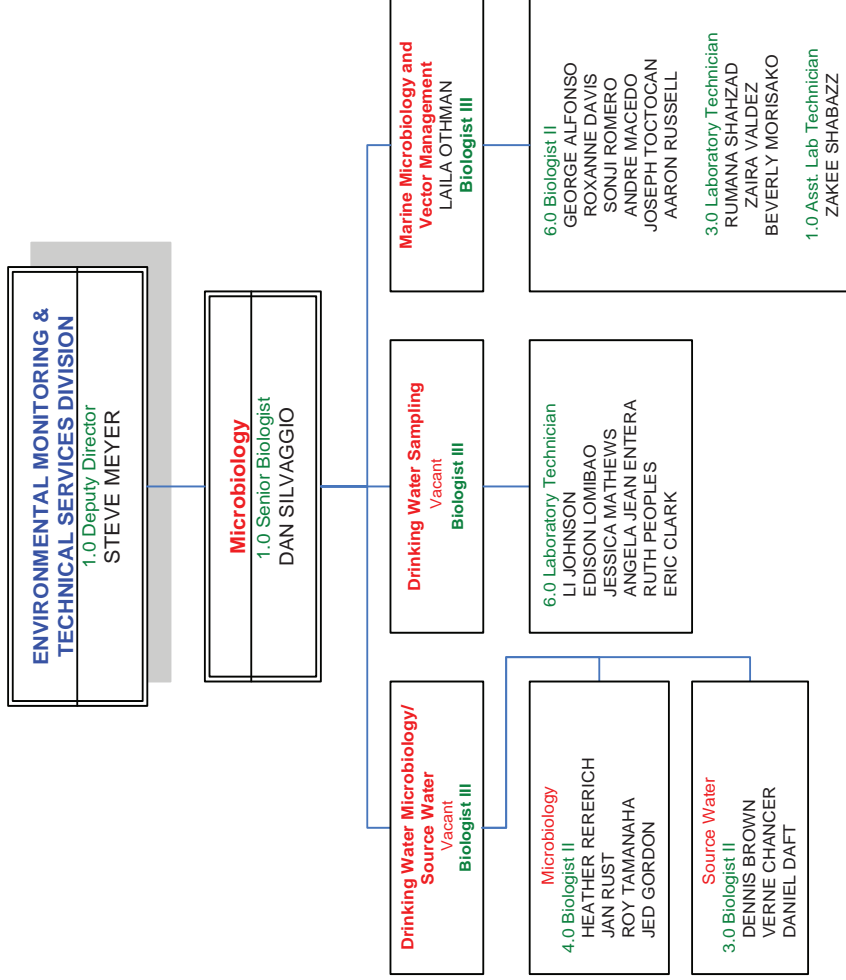 ENVIRONMENTAL MONITORING &
TECHNICAL SERVICES DIVISION
1.0 Deputy Director
STEVE MEYER
Microbiology
1.0 Senior Biologist
DAN SILVAGGIO
Drinking Water Microbiology/
Source Water
Vacant
Biologist III
Microbiology
4.0 Biologist II
HEATHER RERERICH
JAN RUST
ROY TAMANAHA
JED GORDON
Source Water
3.0 Biologist II
DENNIS BROWN
VERNE CHANCER
DANIEL DAFT
Drinking Water Sampling
Vacant
Biologist III
6.0 Laboratory Technician
LI JOHNSON
EDISON LOMIBAO
JESSICA MATHEWS
ANGELA JEAN ENTERA
RUTH PEOPLES
ERIC CLARK
Marine Microbiology and
Vector Management
LAILA OTHMAN
Biologist III
6.0 Biologist II
GEORGE ALFONSO
ROXANNE DAVIS
SONJI ROMERO
ANDRE MACEDO
JOSEPH TOCTOCAN
AARON RUSSELL
3.0 Laboratory Technician
RUMANA SHAHZAD
ZAIRA VALDEZ
BEVERLY MORISAKO
1.0 Asst. Lab Technician
ZAKEE SHABAZZ